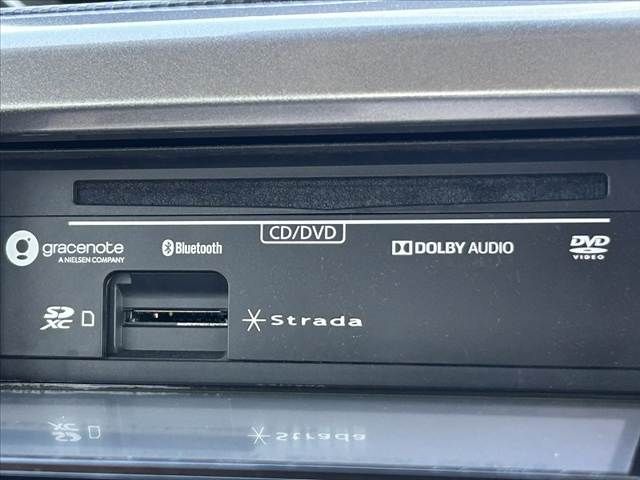 CD/DVD
gracenote
A NIELSEN COMPANY
Bluetooth
DOLBY AUDIO
DVD
VIDEO
SD
XC
Strada